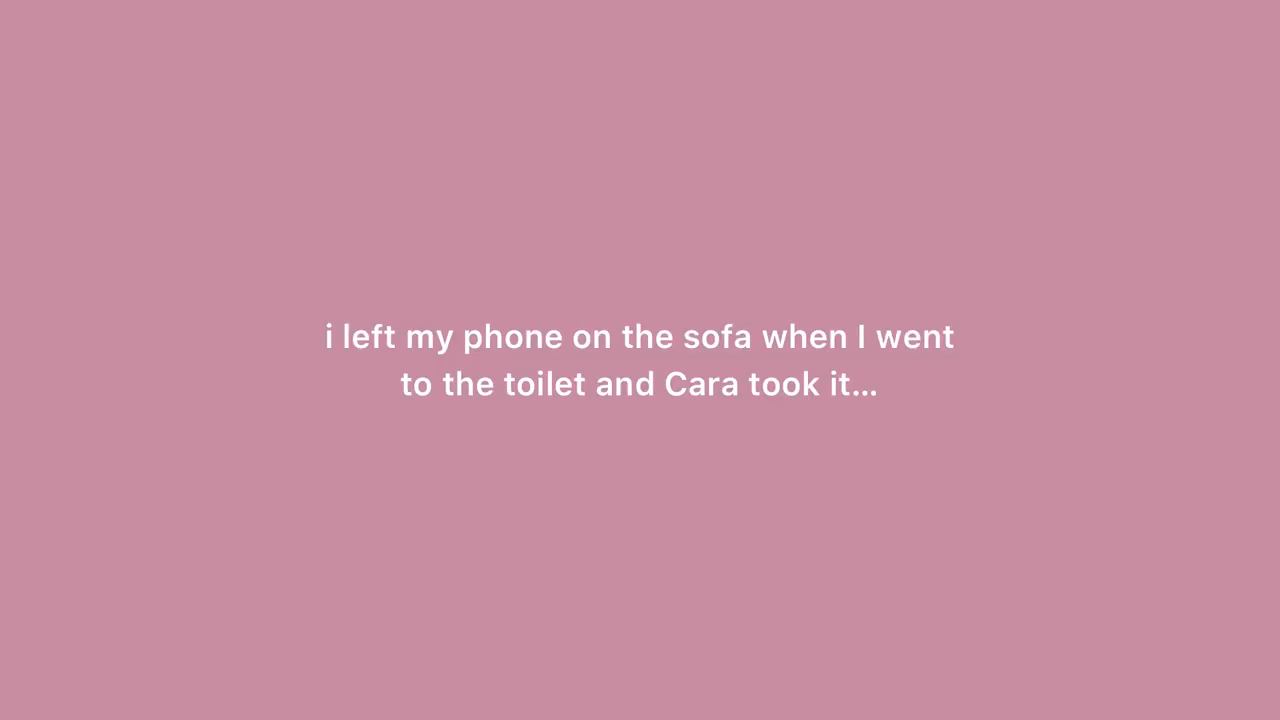 i left my phone on the sofa when I went
to the toilet and Cara took it...